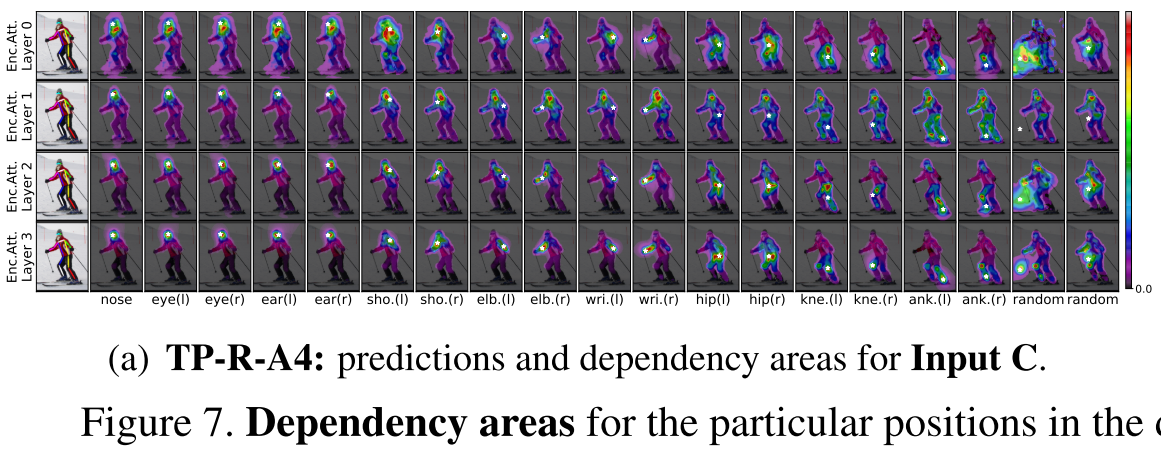 Enc.Att. Layer 0
Enc.Att. Layer 1
Enc.Att. Layer 2
Enc.Att. Layer 3
0.0
nose eye(l) eye(r) ear(l) ear(r) sho.(l) sho.(r) elb.(l) elb.(r) wri.(l) wri.(r) hip(l) hip(r) kne.(l) kne.(r) ank.(l) ank.(r) random random
(a) TP-R-A4: predictions and dependency areas for Input C.
Figure 7. Dependency areas for the particular positions in the